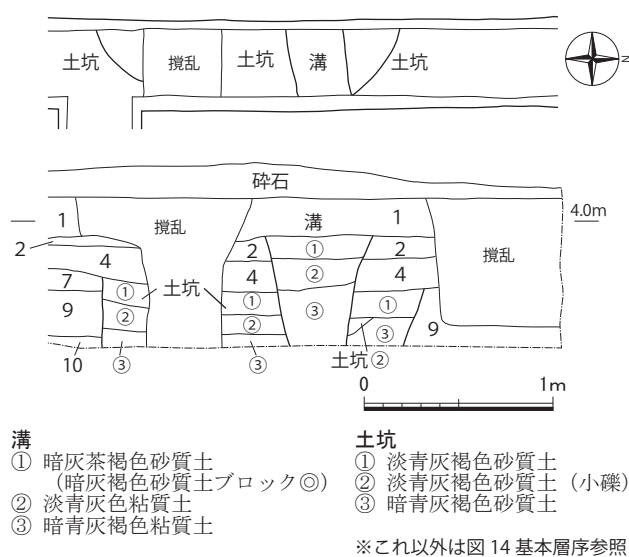 土坑 撹乱 土坑 溝 土坑 N
砕石
1 撹乱 溝 1 4.0m
2 2 ① 2 撹乱
4 4 ② 4
7 ① 土坑 ① ③ ①
9 ② ② ③ 9
10 ③ ③ 土坑②
0 1m
溝
① 暗灰茶褐色砂質土
(暗灰褐色砂質土ブロック◎)
② 淡青灰色粘質土
③ 暗青灰褐色粘質土
土坑
① 淡青灰褐色砂質土
② 淡青灰褐色砂質土（小礫）
③ 暗青灰褐色砂質土
※これ以外は図 14 基本層序参照